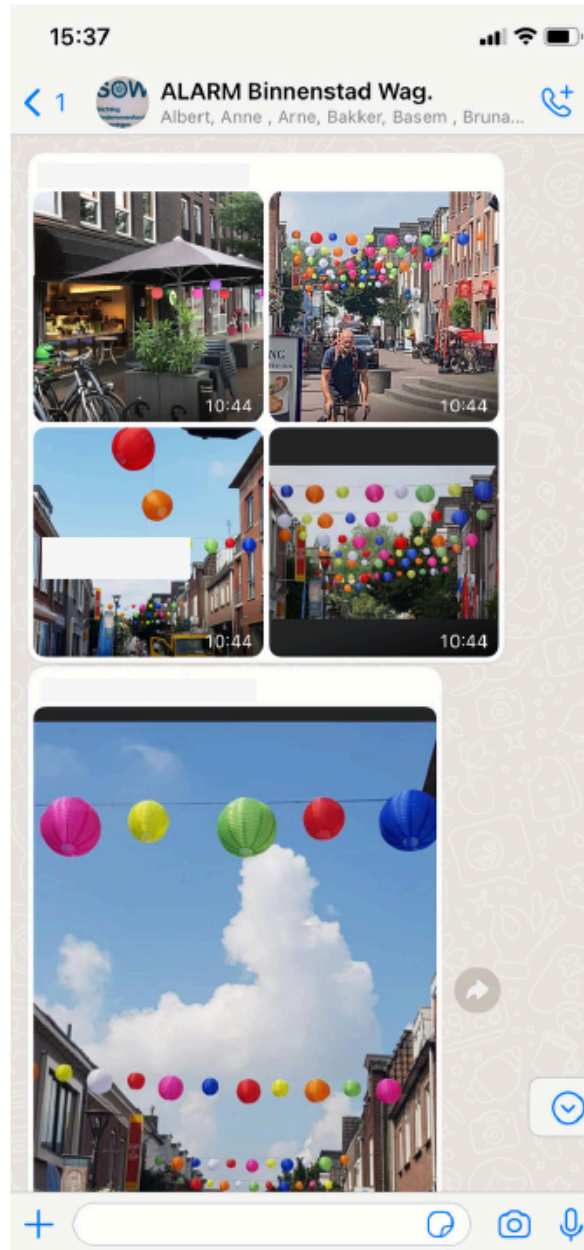 15:37
1
SOW
ALARM Binnenstad Wag.
Albert, Anne , Arne, Bakker, Basem , Bruna...
10:44
10:44
10:44
10:44